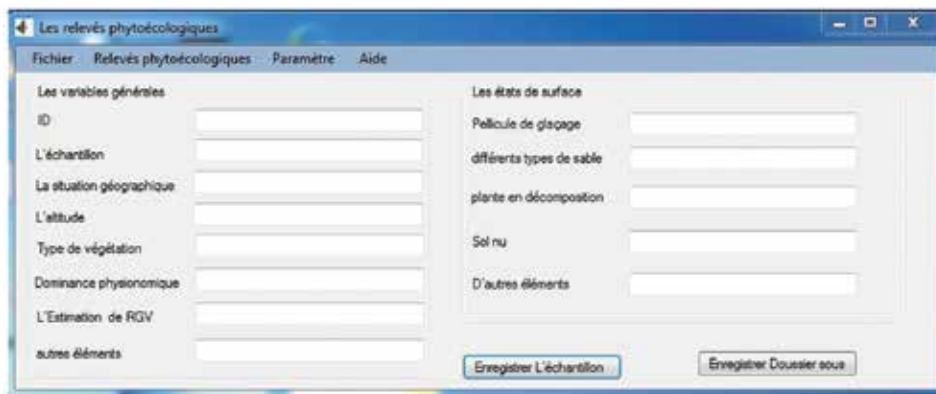 Les relevés phytoécologiques
Fichier Relevés phytoécologiques Paramètre Aide
Les variables générales
ID
L'échantillon
La situation géographique
L'altitude
Type de végétation
Dominance physionomique
L'Estimation de RGV
autres éléments
Les états de surface
Pellicule de glaçage
différents types de sable
plante en décomposition
Sol nu
D'autres éléments
Enregistrer L'échantillon
Enregistrer Doussier sous